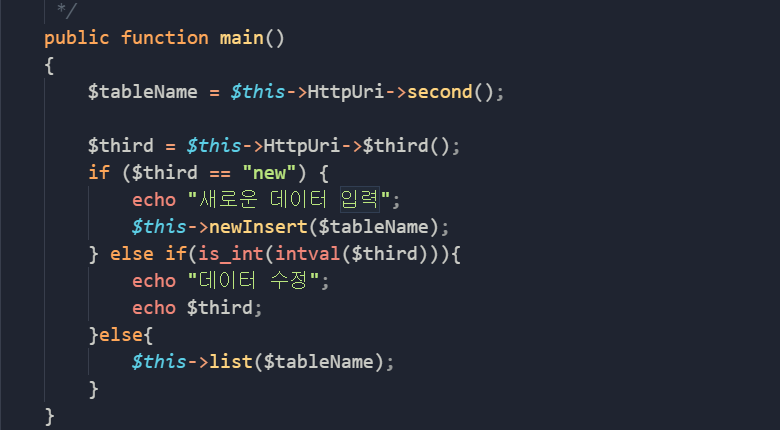 */
public function main()
{
$tableName = $this->HttpUri->second();
$third = $this->HttpUri->$third();
if ($third == "new") {
echo "새로운 데이터 입력";
$this->newInsert($tableName);
} else if(is_int(intval($third))){
echo "데이터 수정";
echo $third;
}else{
$this->list($tableName);
}
}